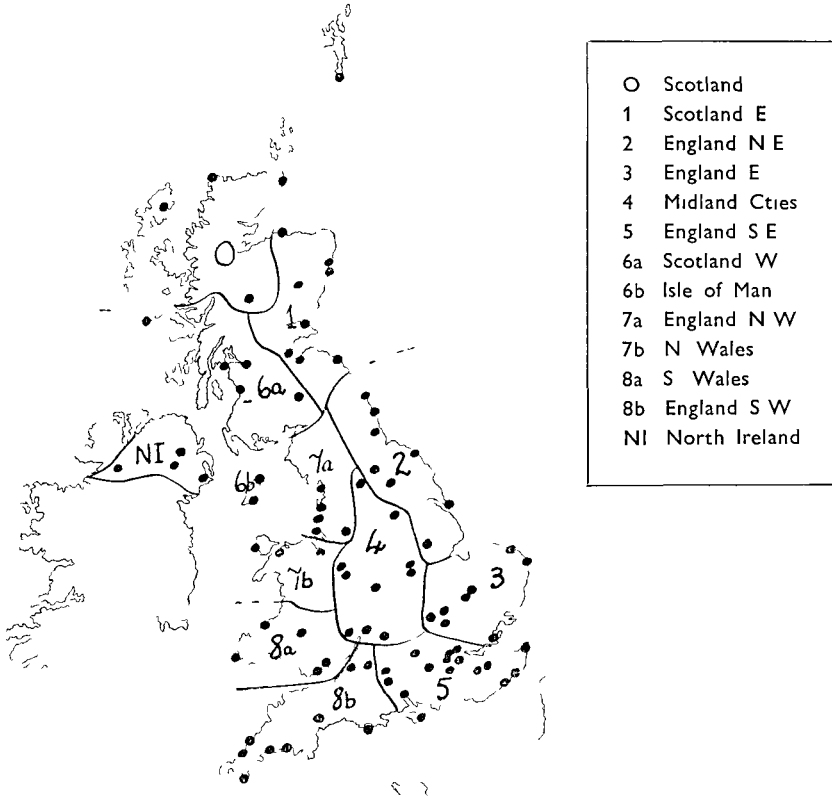 O Scotland
1 Scotland E
2 England N E
3 England E
4 Midland Cties
5 England S E
6a Scotland W
6b Isle of Man
7a England N W
7b N Wales
8a S Wales
8b England S W
NI North Ireland
O
1
6a
NI
6b
7a
2
4
7b
3
8a
8b
5